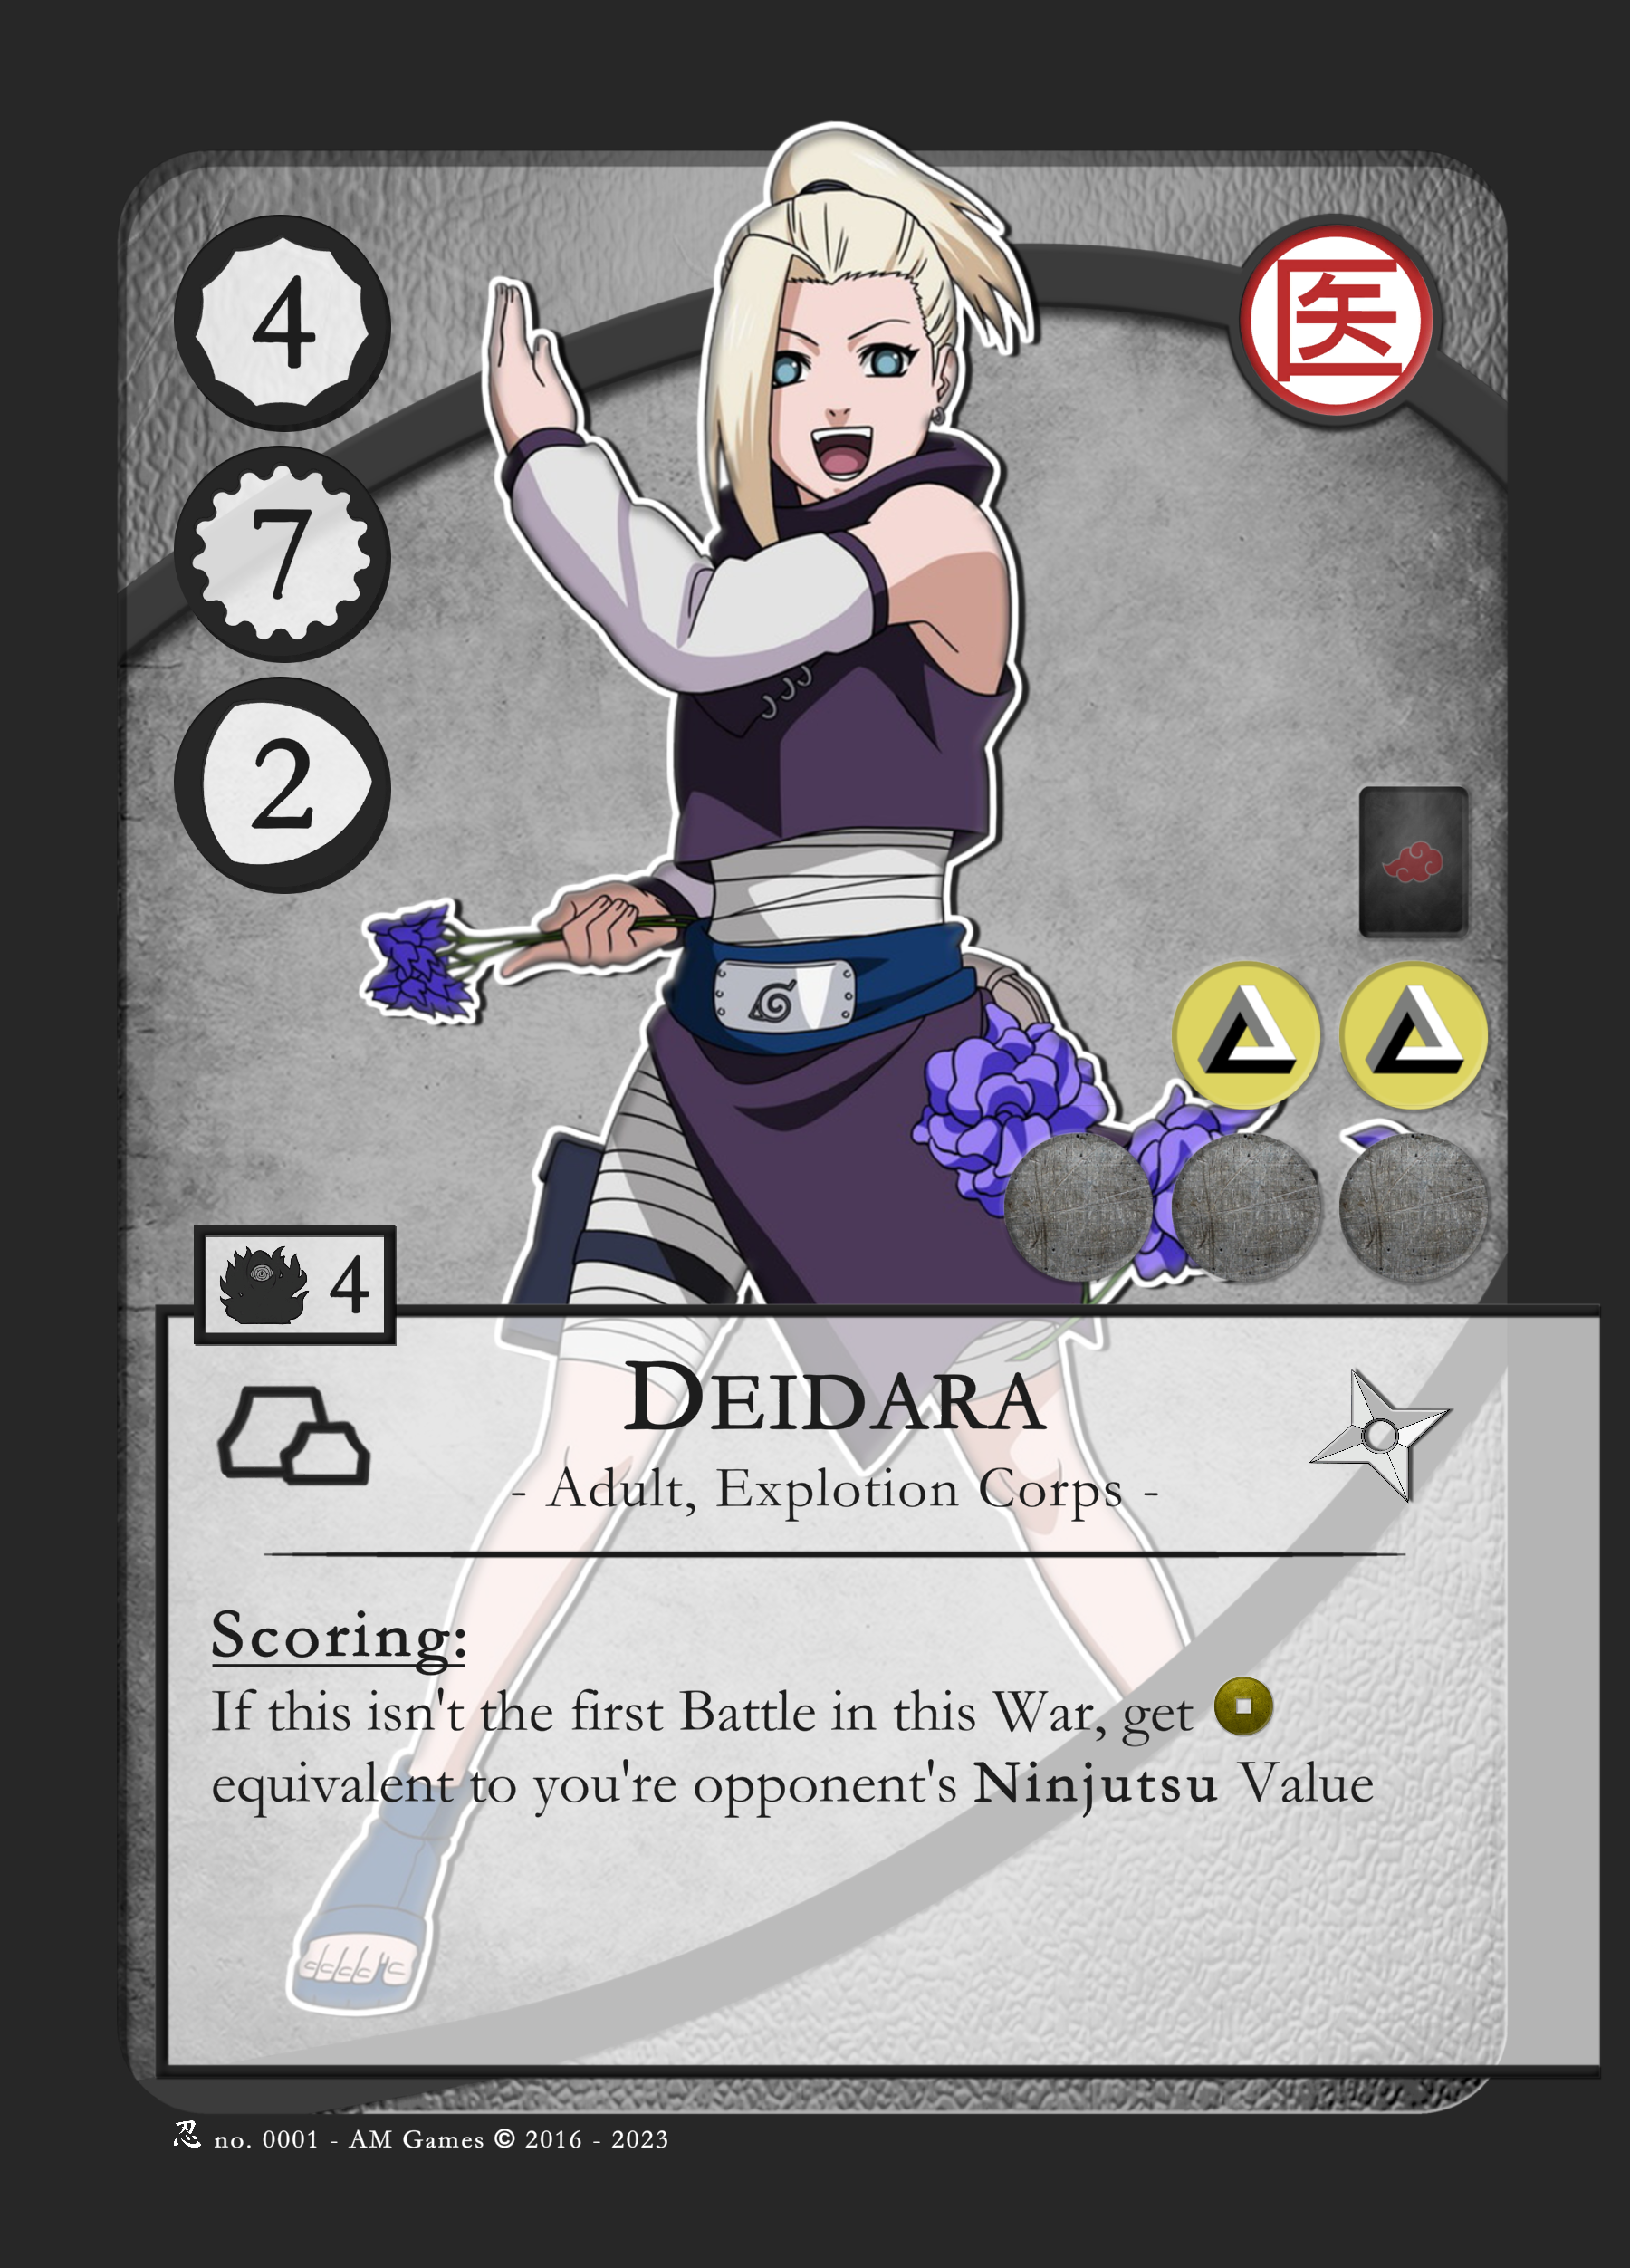 4
医
7
2
4
DEIDARA
- Adult, Explotion Corps -
Scoring:
If this isn't the first Battle in this War, get
equivalent to you're opponent's Ninjutsu Value
忍 no. 0001 - AM Games © 2016 - 2023